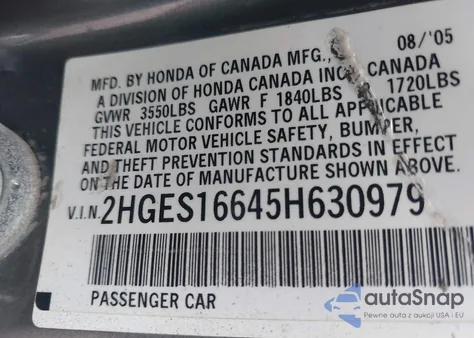 08/'05
MFD. BY HONDA OF CANADA MFG.,
A DIVISION OF HONDA CANADA INC., CANADA
GVWR 3550LBS GAWR F 1840LBS 1720LBS
THIS VEHICLE CONFORMS TO ALL APPLICABLE
FEDERAL MOTOR VEHICLE SAFETY, BUMPER,
AND THEFT PREVENTION STANDARDS IN EFFECT
ON THE DATE OF MANUFACTURE SHOWN ABOVE.
V.I.N. 2HGES16645H630979
PASSENGER CAR
autoSnap
Pewne auta z aukcji USA i EU